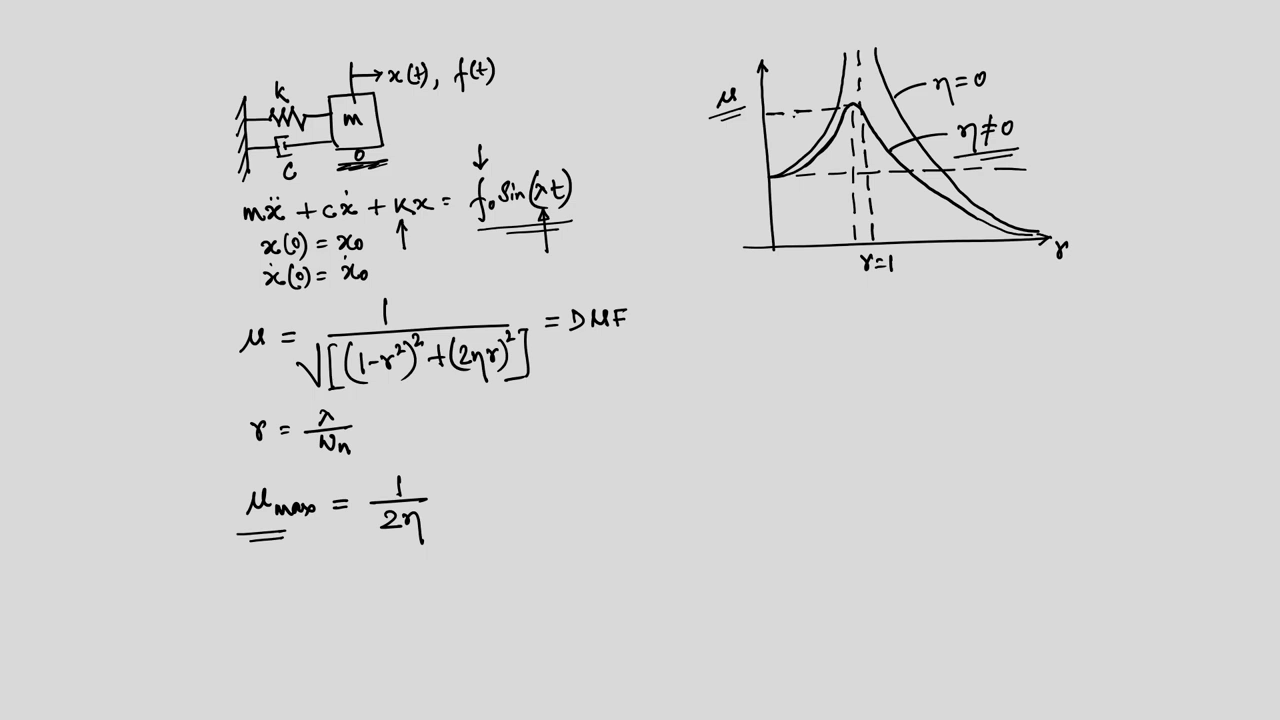 x(t), f(t)
k
m
c
mẍ + cẋ + kx = f₀ sin(λt)
x(0) = x₀
ẋ(0) = ẋ₀
μ = 1/√[(1-r²)² + (2ηr)²] = DMF
r = λ/ωn
μmax = 1/2η
μ
η=0
η≠0
r=1
r